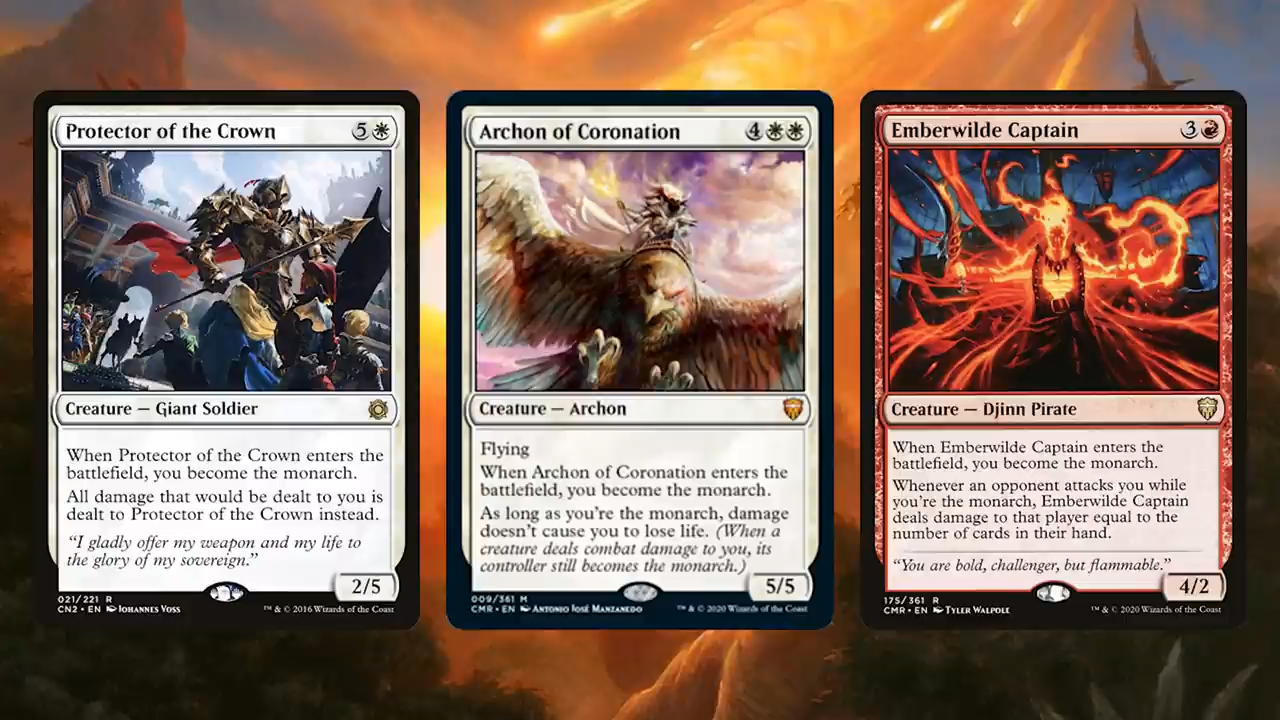 Protector of the Crown 5
Creature — Giant Soldier
When Protector of the Crown enters the
battlefield, you become the monarch.
All damage that would be dealt to you is
dealt to Protector of the Crown instead.
“I gladly offer my weapon and my life to
the glory of my sovereign.”
2/5
021/221 R
CN2 • EN Johannes Voss
™ & © 2016 Wizards of the Coast
Archon of Coronation 4
Creature — Archon
Flying
When Archon of Coronation enters the
battlefield, you become the monarch.
As long as you’re the monarch, damage
doesn’t cause you to lose life. (When a
creature deals combat damage to you, its
controller still becomes the monarch.)
5/5
009/361 M
CMR • EN Antonio José Manzanedo
™ & © 2020 Wizards of the Coast
Emberwilde Captain 3
Creature — Djinn Pirate
When Emberwilde Captain enters the
battlefield, you become the monarch.
Whenever an opponent attacks you while
you’re the monarch, Emberwilde Captain
deals damage to that player equal to the
number of cards in their hand.
“You are bold, challenger, but flammable.”
4/2
175/361 R
CMR • EN Tyler Walpole
™ & © 2020 Wizards of the Coast